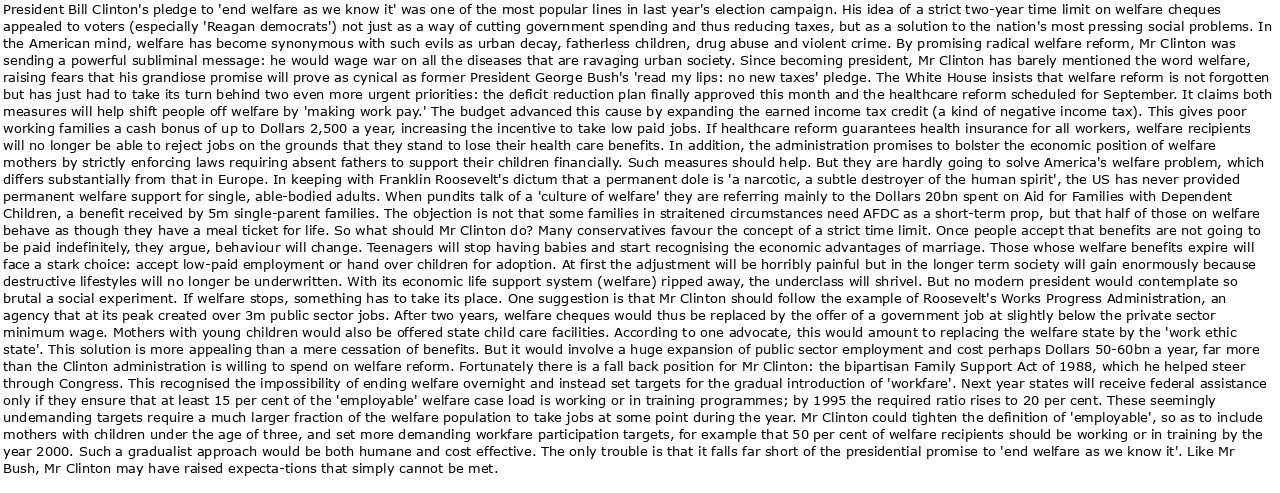 President Bill Clinton's pledge to 'end welfare as we know it' was one of the most popular lines in last year's election campaign. His idea of a strict two-year time limit on welfare cheques
appealed to voters (especially 'Reagan democrats') not just as a way of cutting government spending and thus reducing taxes, but as a solution to the nation's most pressing social problems. In
the American mind, welfare has become synonymous with such evils as urban decay, fatherless children, drug abuse and violent crime. By promising radical welfare reform, Mr Clinton was
sending a powerful subliminal message: he would wage war on all the diseases that are ravaging urban society. Since becoming president, Mr Clinton has barely mentioned the word welfare,
raising fears that his grandiose promise will prove as cynical as former President George Bush's 'read my lips: no new taxes' pledge. The White House insists that welfare reform is not forgotten
but has just had to take its turn behind two even more urgent priorities: the deficit reduction plan finally approved this month and the healthcare reform scheduled for September. It claims both
measures will help shift people off welfare by 'making work pay.' The budget advanced this cause by expanding the earned income tax credit (a kind of negative income tax). This gives poor
working families a cash bonus of up to Dollars 2,500 a year, increasing the incentive to take low paid jobs. If healthcare reform guarantees health insurance for all workers, welfare recipients
will no longer be able to reject jobs on the grounds that they stand to lose their health care benefits. In addition, the administration promises to bolster the economic position of welfare
mothers by strictly enforcing laws requiring absent fathers to support their children financially. Such measures should help. But they are hardly going to solve America's welfare problem, which
differs substantially from that in Europe. In keeping with Franklin Roosevelt's dictum that a permanent dole is 'a narcotic, a subtle destroyer of the human spirit', the US has never provided
permanent welfare support for single, able-bodied adults. When pundits talk of a 'culture of welfare' they are referring mainly to the Dollars 20bn spent on Aid for Families with Dependent
Children, a benefit received by 5m single-parent families. The objection is not that some families in straitened circumstances need AFDC as a short-term prop, but that half of those on welfare
behave as though they have a meal ticket for life. So what should Mr Clinton do? Many conservatives favour the concept of a strict time limit. Once people accept that benefits are not going to
be paid indefinitely, they argue, behaviour will change. Teenagers will stop having babies and start recognising the economic advantages of marriage. Those whose welfare benefits expire will
face a stark choice: accept low-paid employment or hand over children for adoption. At first the adjustment will be horribly painful but in the longer term society will gain enormously because
destructive lifestyles will no longer be underwritten. With its economic life support system (welfare) ripped away, the underclass will shrivel. But no modern president would contemplate so
brutal a social experiment. If welfare stops, something has to take its place. One suggestion is that Mr Clinton should follow the example of Roosevelt's Works Progress Administration, an
agency that at its peak created over 3m public sector jobs. After two years, welfare cheques would thus be replaced by the offer of a government job at slightly below the private sector
minimum wage. Mothers with young children would also be offered state child care facilities. According to one advocate, this would amount to replacing the welfare state by the 'work ethic
state'. This solution is more appealing than a mere cessation of benefits. But it would involve a huge expansion of public sector employment and cost perhaps Dollars 50-60bn a year, far more
than the Clinton administration is willing to spend on welfare reform. Fortunately there is a fall back position for Mr Clinton: the bipartisan Family Support Act of 1988, which he helped steer
through Congress. This recognised the impossibility of ending welfare overnight and instead set targets for the gradual introduction of 'workfare'. Next year states will receive federal assistance
only if they ensure that at least 15 per cent of the 'employable' welfare case load is working or in training programmes; by 1995 the required ratio rises to 20 per cent. These seemingly
undemanding targets require a much larger fraction of the welfare population to take jobs at some point during the year. Mr Clinton could tighten the definition of 'employable', so as to include
mothers with children under the age of three, and set more demanding workfare participation targets, for example that 50 per cent of welfare recipients should be working or in training by the
year 2000. Such a gradualist approach would be both humane and cost effective. The only trouble is that it falls far short of the presidential promise to 'end welfare as we know it'. Like Mr
Bush, Mr Clinton may have raised expecta-tions that simply cannot be met.